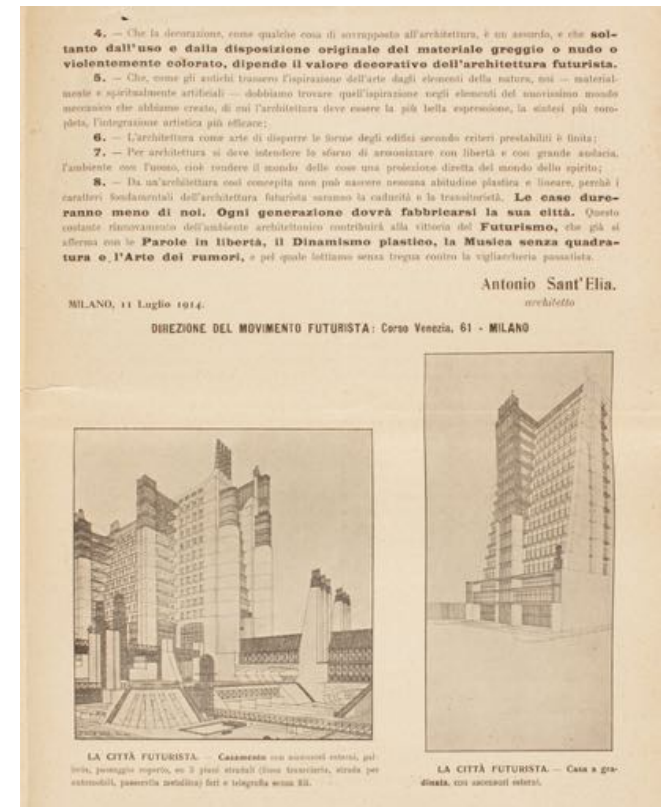 4. — Che la decorazione, come qualche cosa di sovrapposto all'architettura, è un assurdo, e che sol-
tanto dall'uso e dalla disposizione originale del materiale greggio o nudo o
violentemente colorato, dipende il valore decorativo dell'architettura futurista.
5. — Che, come gli antichi trassero l'ispirazione dell'arte dagli elementi della natura, noi — material-
mente e spiritualmente artificiali — dobbiamo trovare quell'ispirazione negli elementi del nuovissimo mondo
meccanico che abbiamo creato, di cui l'architettura deve essere la più bella espressione, la sintesi più com-
pleta, l'integrazione artistica più efficace;
6. — L'architettura come arte di disporre le forme degli edifizi secondo criteri prestabiliti è finita;
7. — Per architettura si deve intendere lo sforzo di armonizzare con libertà e con grande audacia,
l'ambiente con l'uomo, cioè rendere il mondo delle cose una proiezione diretta del mondo dello spirito;
8. — Da un'architettura così concepita non può nascere nessuna abitudine plastica e lineare, perchè i
caratteri fondamentali dell'architettura futurista saranno la caducità e la transitorietà. Le case dure-
ranno meno di noi. Ogni generazione dovrà fabbricarsi la sua città. Questo
costante rinnovamento dell'ambiente architettonico contribuirà alla vittoria del Futurismo, che già si
afferma con le Parole in libertà, il Dinamismo plastico, la Musica senza quadra-
tura e l'Arte dei rumori, e pel quale lottiamo senza tregua contro la vigliaccheria passatista.
Antonio Sant'Elia.
architetto
MILANO, 11 Luglio 1914.
DIREZIONE DEL MOVIMENTO FUTURISTA: Corso Venezia, 61 - MILANO
LA CITTÀ FUTURISTA. — Casamento con ascensori esterni, gal-
leria, passaggio coperto, su 3 piani stradali (linea tramviaria, strada per
automobili, passerella metallica) fari e telegrafia senza fili.
LA CITTÀ FUTURISTA. — Casa a gra-
dinata, con ascensori esterni.